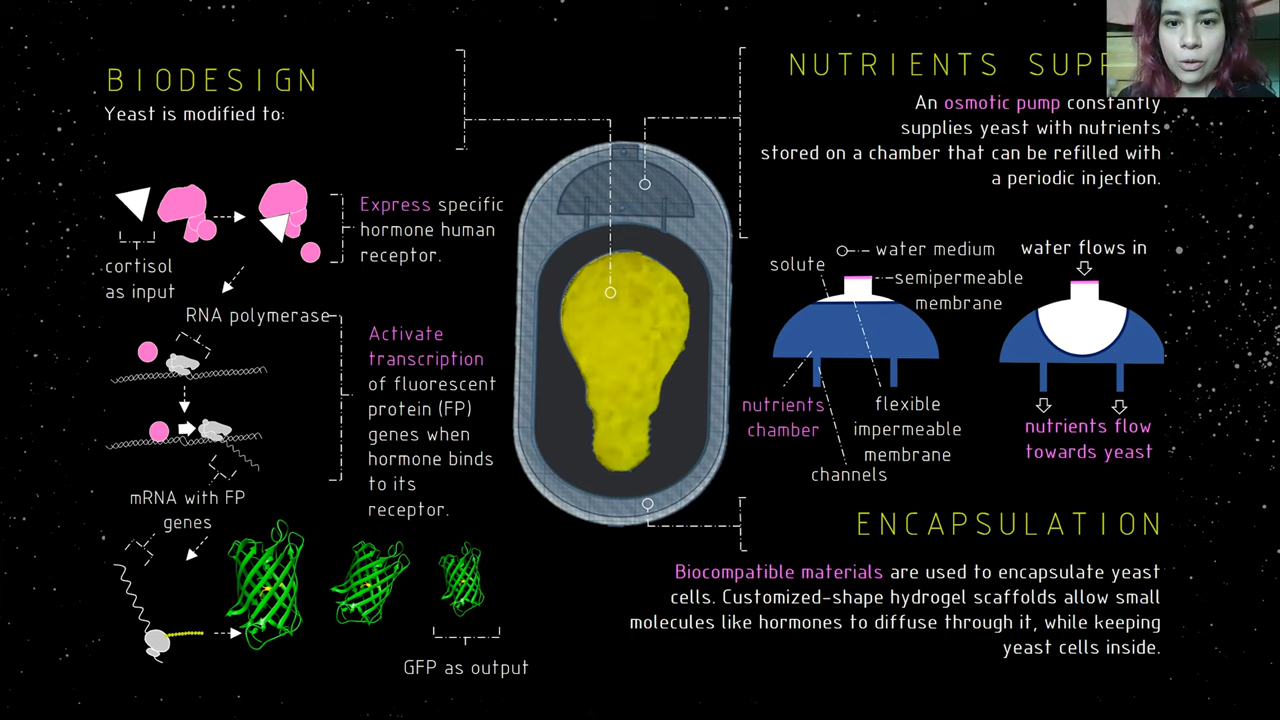 BIODESIGN
Yeast is modified to:
cortisol
as input
Express specific
hormone human
receptor.
RNA polymerase
Activate
transcription
of fluorescent
protein (FP)
genes when
hormone binds
to its
receptor.
mRNA with FP
genes
GFP as output
NUTRIENTS
An osmotic pump constantly
supplies yeast with nutrients
stored on a chamber that can be refilled with
a periodic injection.
water medium
solute
semipermeable
membrane
nutrients
chamber
flexible
impermeable
membrane
channels
water flows in
nutrients flow
towards yeast
ENCAPSULATION
Biocompatible materials are used to encapsulate yeast
cells. Customized-shape hydrogel scaffolds allow small
molecules like hormones to diffuse through it, while keeping
yeast cells inside.